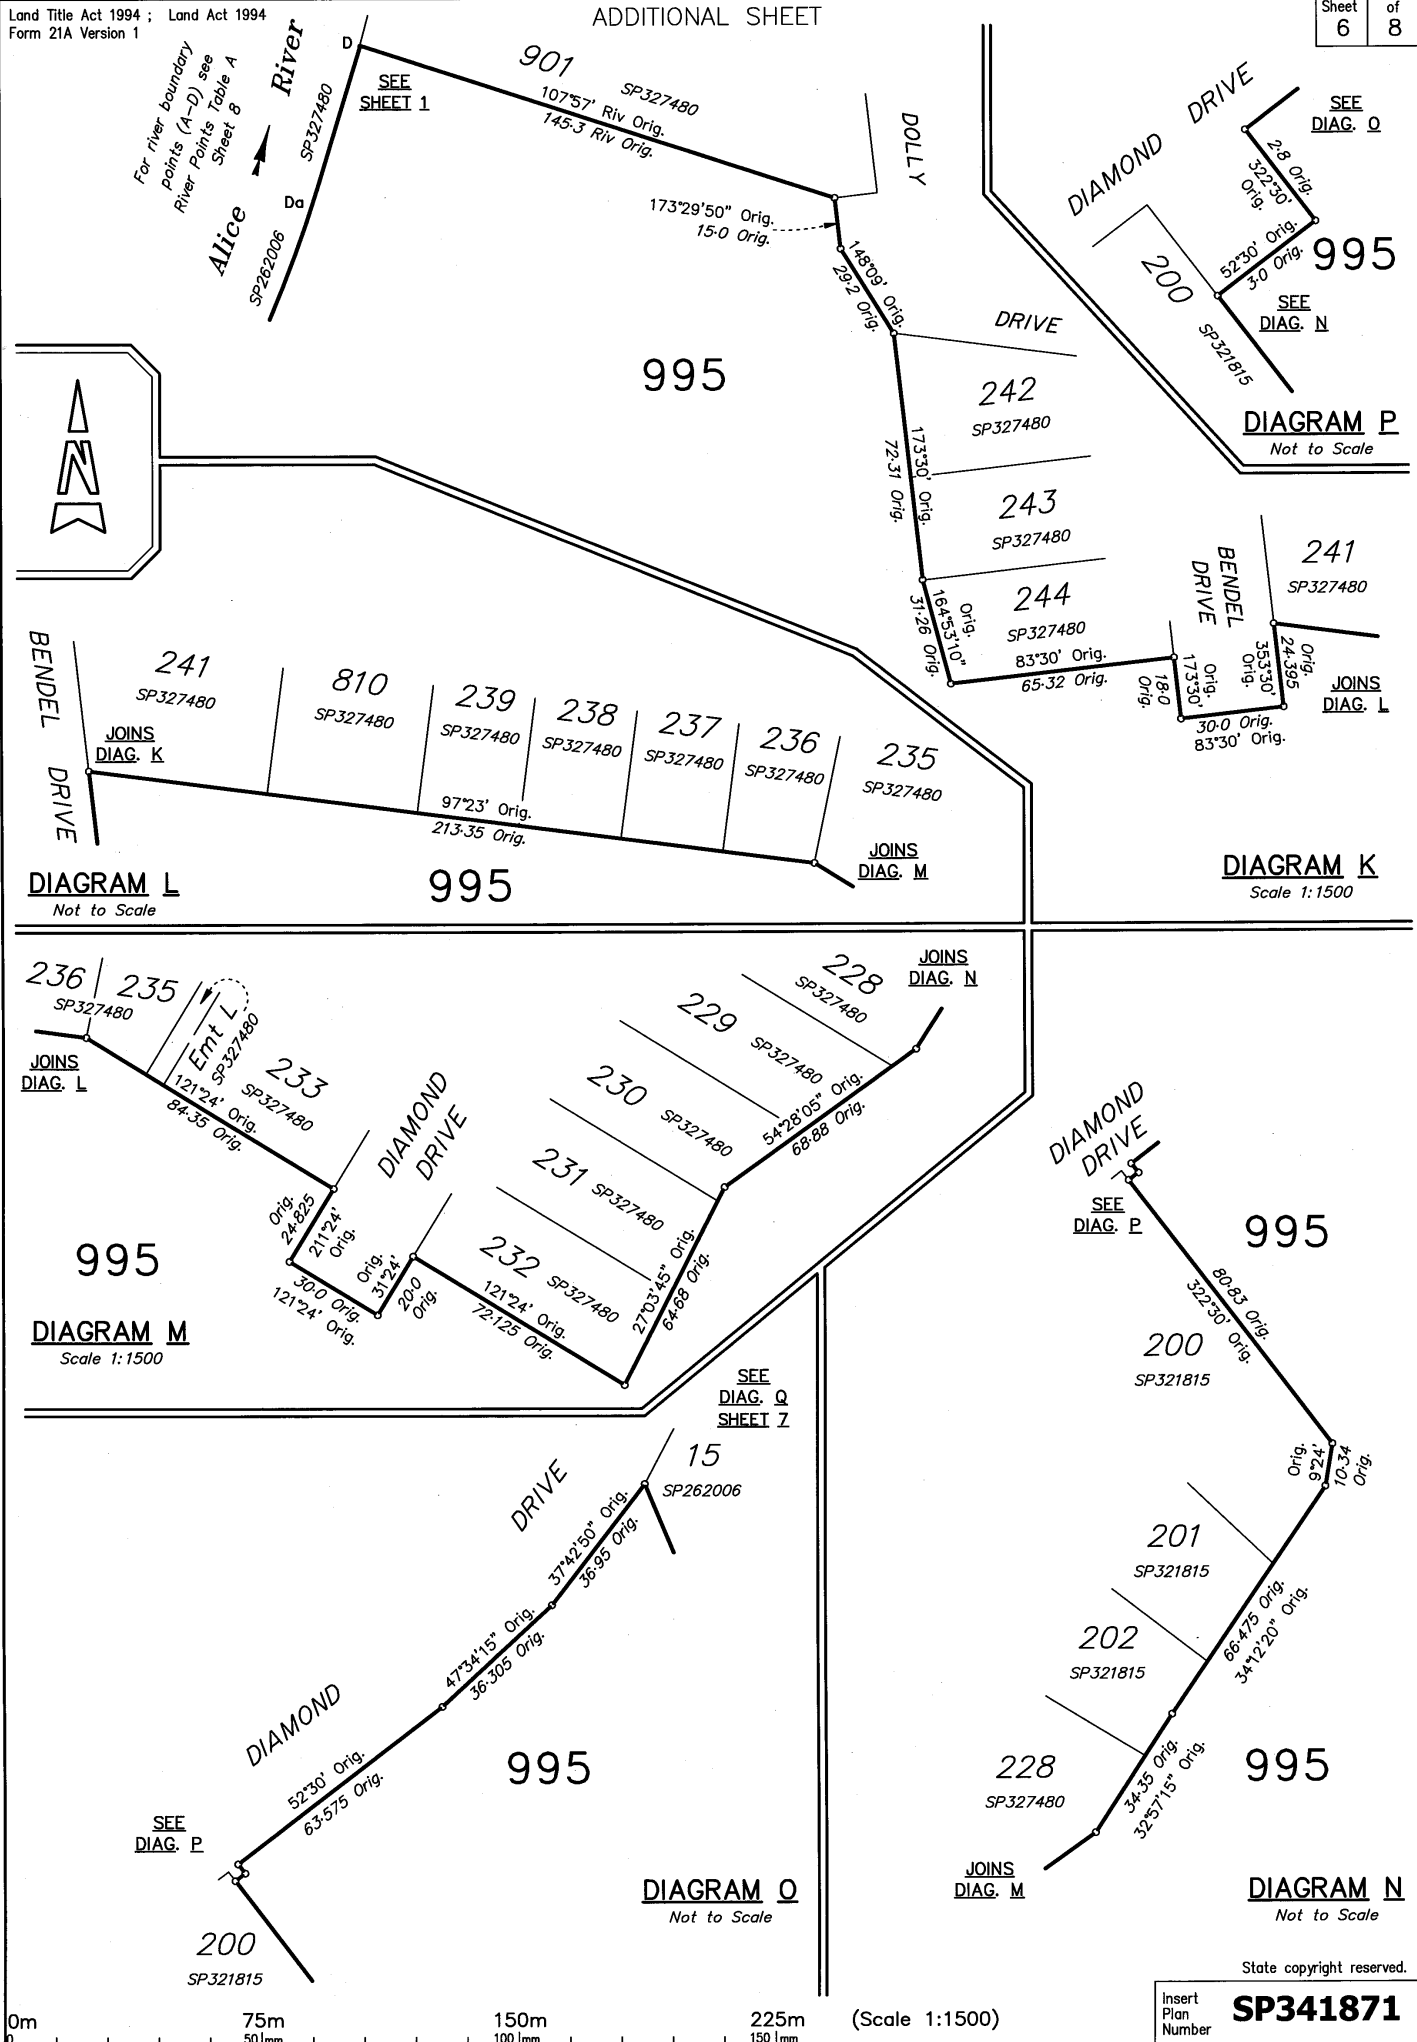 Land Title Act 1994 ; Land Act 1994
Form 21A Version 1
ADDITIONAL SHEET
Sheet of
6 8
For river boundary
points (A-D) see
River Points Table A
Sheet 8
Alice River
SP327480
SP262006
D
Da
SEE
SHEET 1
901
SP327480
107°57' Riv Orig.
145·3 Riv Orig.
DOLLY
DRIVE
173°29'50" Orig.
15·0 Orig.
148°09' Orig.
29·2 Orig.
995
242
SP327480
173°30' Orig.
72·31 Orig.
243
SP327480
244
SP327480
164°53'10"
Orig.
31·26 Orig.
83°30' Orig.
65·32 Orig.
BENDEL
DRIVE
173°30'
Orig.
18·0
Orig.
30·0 Orig.
83°30' Orig.
353°30'
Orig.
24·395
Orig.
241
SP327480
JOINS
DIAG. L
DIAGRAM K
Scale 1:1500
DIAMOND DRIVE
SEE
DIAG. O
2·8 Orig.
322°30'
Orig.
52°30' Orig.
3·0 Orig.
995
200
SP321815
SEE
DIAG. N
DIAGRAM P
Not to Scale
N
BENDEL DRIVE
241
SP327480
JOINS
DIAG. K
810
SP327480
239
SP327480
238
SP327480
237
SP327480
236
SP327480
235
SP327480
97°23' Orig.
213·35 Orig.
JOINS
DIAG. M
995
DIAGRAM L
Not to Scale
236
235
SP327480
JOINS
DIAG. L
Emt L
SP327480
233
SP327480
121°24' Orig.
84·35 Orig.
DIAMOND
DRIVE
Orig.
24·825
211°24'
Orig.
30·0 Orig.
121°24' Orig.
Orig.
31°24'
20·0
Orig.
232
SP327480
121°24' Orig.
72·125 Orig.
231
SP327480
230
SP327480
229
SP327480
228
SP327480
JOINS
DIAG. N
54°28'05" Orig.
68·88 Orig.
27°03'45" Orig.
64·68 Orig.
995
DIAGRAM M
Scale 1:1500
DIAMOND
DRIVE
SEE
DIAG. P
995
80·83 Orig.
322°30' Orig.
200
SP321815
Orig.
9°24'
10·34
Orig.
201
SP321815
66·475 Orig.
34°12'20" Orig.
202
SP321815
34·35 Orig.
32°57'15" Orig.
228
SP327480
JOINS
DIAG. M
995
DIAGRAM N
Not to Scale
SEE
DIAG. Q
SHEET 7
15
SP262006
DRIVE
37°42'50" Orig.
36·95 Orig.
47°34'15" Orig.
36·305 Orig.
DIAMOND
52°30' Orig.
63·575 Orig.
995
SEE
DIAG. P
200
SP321815
DIAGRAM O
Not to Scale
State copyright reserved.
Insert
Plan
Number
SP341871
0m 75m 150m 225m (Scale 1:1500)
50 mm 100 mm 150 mm